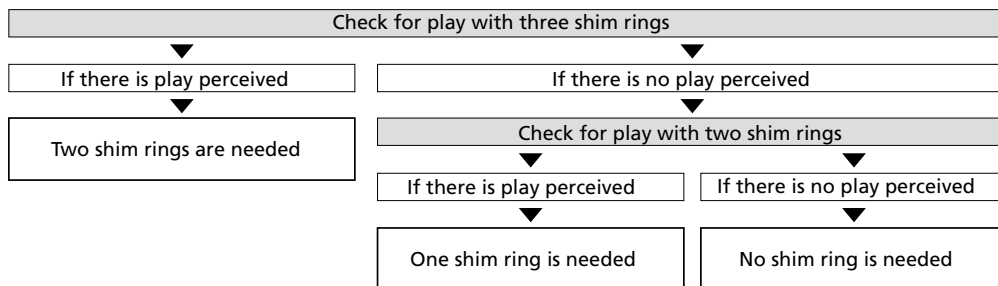 Check for play with three shim rings
If there is play perceived
If there is no play perceived
Two shim rings are needed
Check for play with two shim rings
If there is play perceived
If there is no play perceived
One shim ring is needed
No shim ring is needed